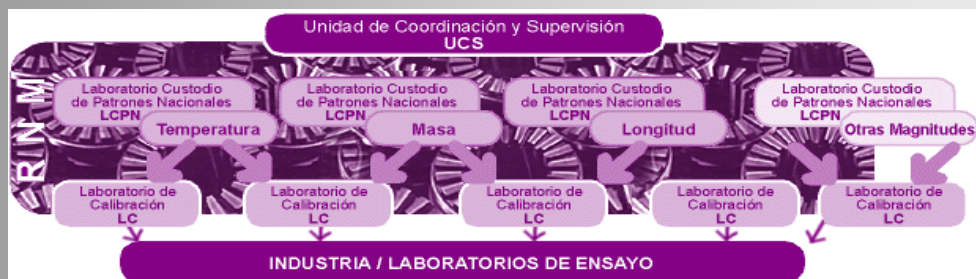 Unidad de Coordinación y Supervisión
UCS
R N M
Laboratorio Custodio
de Patrones Nacionales
LCPN
Temperatura
Laboratorio Custodio
de Patrones Nacionales
LCPN
Masa
Laboratorio Custodio
de Patrones Nacionales
LCPN
Longitud
Laboratorio Custodio
de Patrones Nacionales
LCPN
Otras Magnitudes
Laboratorio de
Calibración
LC
Laboratorio de
Calibración
LC
Laboratorio de
Calibración
LC
Laboratorio de
Calibración
LC
Laboratorio de
Calibración
LC
INDUSTRIA / LABORATORIOS DE ENSAYO